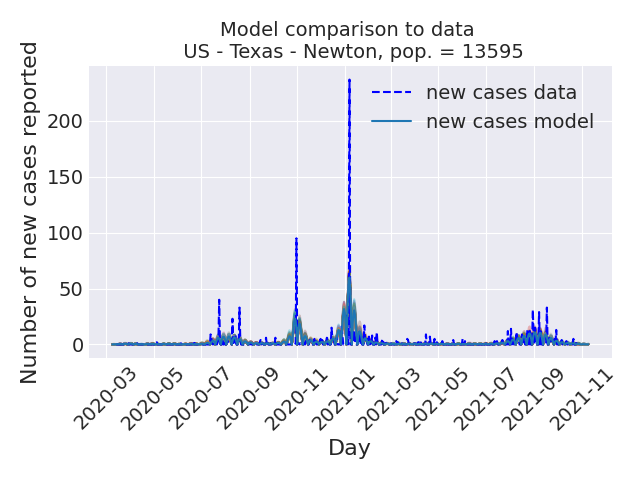 Model comparison to data
US - Texas - Newton, pop. = 13595
Number of new cases reported
200
150
100
50
0
new cases data
new cases model
2020-03
2020-05
2020-07
2020-09
2020-11
2021-01
2021-03
2021-05
2021-07
2021-09
2021-11
Day